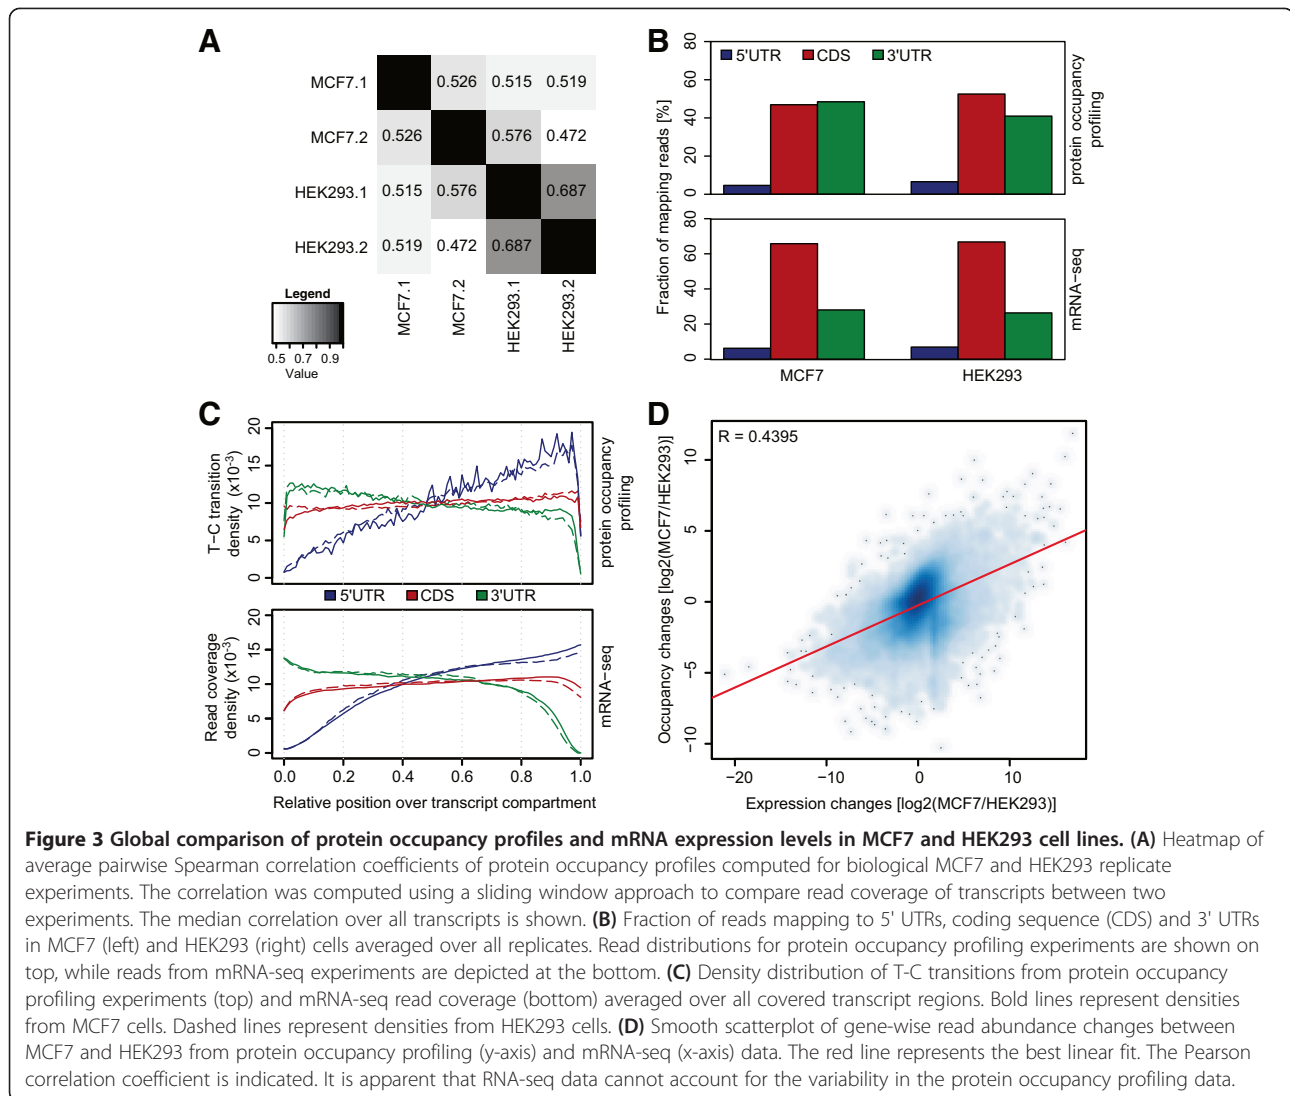 A
MCF7.1
0.526
0.515
0.519
MCF7.2
0.526
0.576
0.472
HEK293.1
0.515
0.576
0.687
HEK293.2
0.519
0.472
0.687
MCF7.1
MCF7.2
HEK293.1
HEK293.2
Legend
0.5 0.7 0.9
Value
B
5'UTR CDS 3'UTR
80
60
40
20
0
protein occupancy
profiling
Fraction of mapping reads [%]
80
60
40
20
0
mRNA−seq
MCF7 HEK293
C
20
15
10
5
0
T−C transition
density (x10-3)
protein occupancy
profiling
5'UTR CDS 3'UTR
20
15
10
5
0
Read coverage
density (x10-3)
mRNA−seq
0.0 0.2 0.4 0.6 0.8 1.0
Relative position over transcript compartment
D
R = 0.4395
10
5
0
−5
−10
Occupancy changes [log2(MCF7/HEK293)]
−20 −10 0 10
Expression changes [log2(MCF7/HEK293)]
Figure 3 Global comparison of protein occupancy profiles and mRNA expression levels in MCF7 and HEK293 cell lines. (A) Heatmap of
average pairwise Spearman correlation coefficients of protein occupancy profiles computed for biological MCF7 and HEK293 replicate
experiments. The correlation was computed using a sliding window approach to compare read coverage of transcripts between two
experiments. The median correlation over all transcripts is shown. (B) Fraction of reads mapping to 5' UTRs, coding sequence (CDS) and 3' UTRs
in MCF7 (left) and HEK293 (right) cells averaged over all replicates. Read distributions for protein occupancy profiling experiments are shown on
top, while reads from mRNA-seq experiments are depicted at the bottom. (C) Density distribution of T-C transitions from protein occupancy
profiling experiments (top) and mRNA-seq read coverage (bottom) averaged over all covered transcript regions. Bold lines represent densities
from MCF7 cells. Dashed lines represent densities from HEK293 cells. (D) Smooth scatterplot of gene-wise read abundance changes between
MCF7 and HEK293 from protein occupancy profiling (y-axis) and mRNA-seq (x-axis) data. The red line represents the best linear fit. The Pearson
correlation coefficient is indicated. It is apparent that RNA-seq data cannot account for the variability in the protein occupancy profiling data.